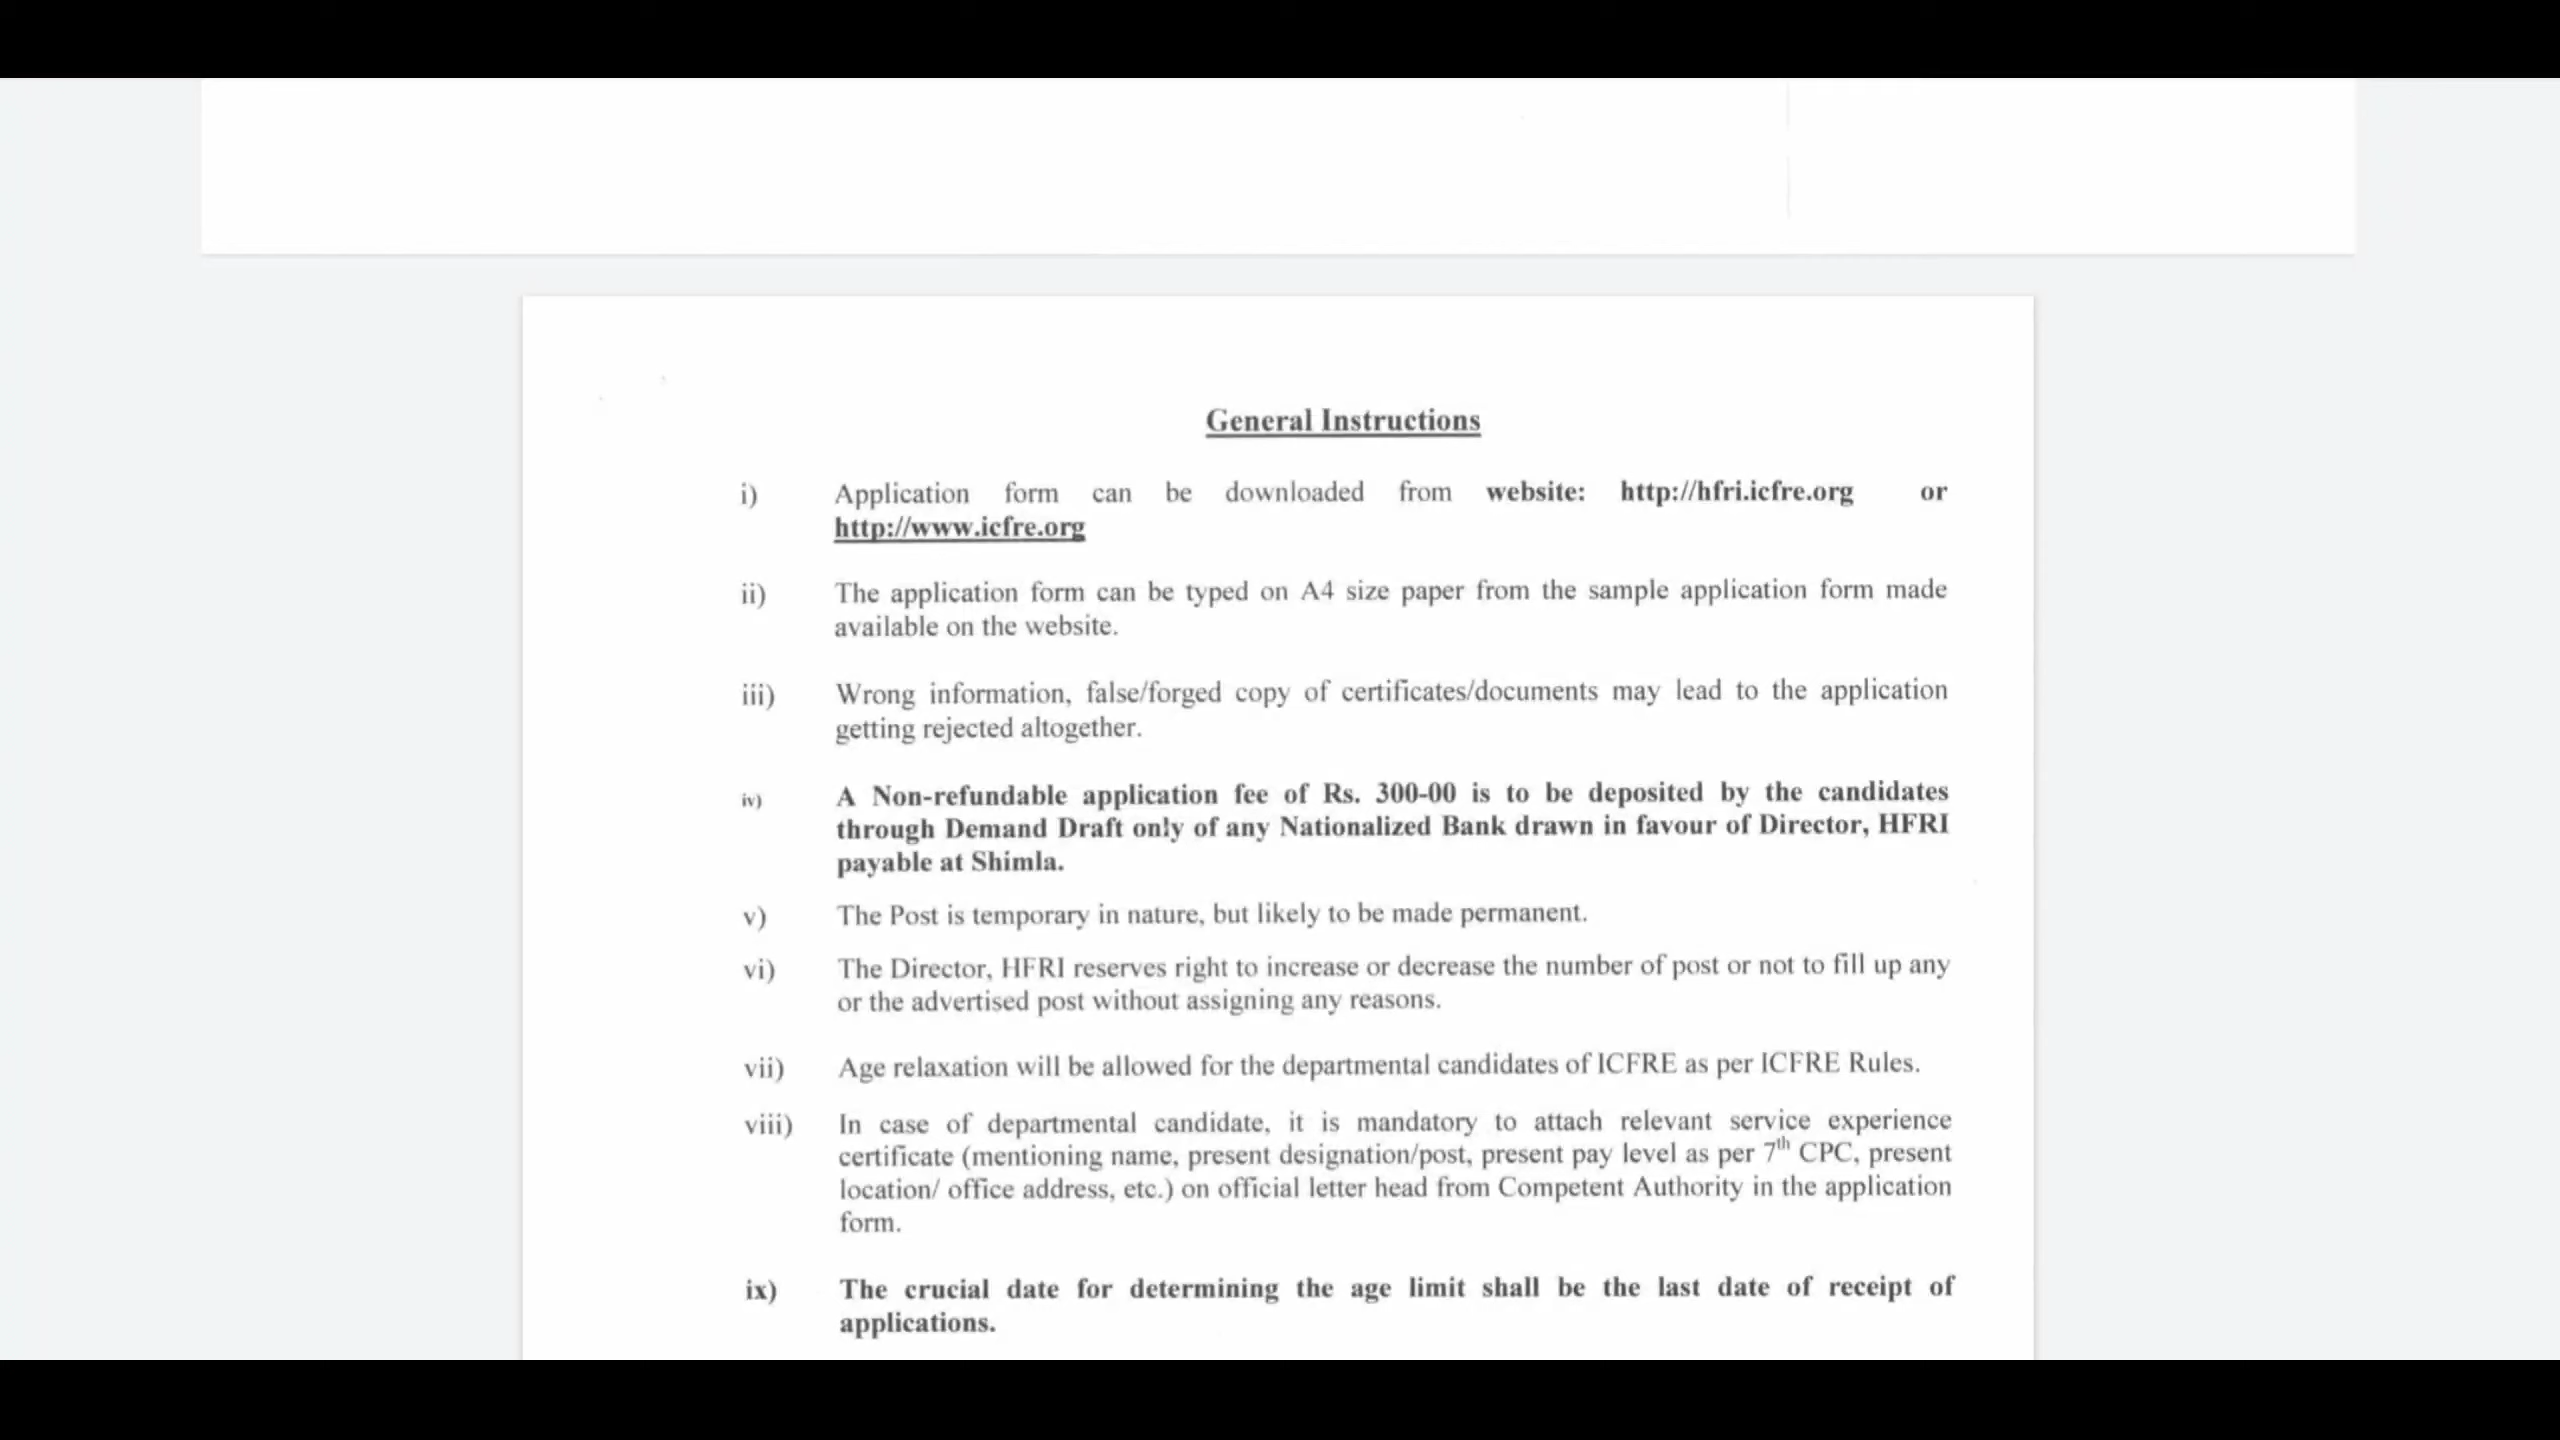 General Instructions
i) Application form can be downloaded from website: http://hfri.icfre.org or
http://www.icfre.org
ii) The application form can be typed on A4 size paper from the sample application form made
available on the website.
iii) Wrong information, false/forged copy of certificates/documents may lead to the application
getting rejected altogether.
iv) A Non-refundable application fee of Rs. 300-00 is to be deposited by the candidates
through Demand Draft only of any Nationalized Bank drawn in favour of Director, HFRI
payable at Shimla.
v) The Post is temporary in nature, but likely to be made permanent.
vi) The Director, HFRI reserves right to increase or decrease the number of post or not to fill up any
or the advertised post without assigning any reasons.
vii) Age relaxation will be allowed for the departmental candidates of ICFRE as per ICFRE Rules.
viii) In case of departmental candidate, it is mandatory to attach relevant service experience
certificate (mentioning name, present designation/post, present pay level as per 7th CPC, present
location/ office address, etc.) on official letter head from Competent Authority in the application
form.
ix) The crucial date for determining the age limit shall be the last date of receipt of
applications.